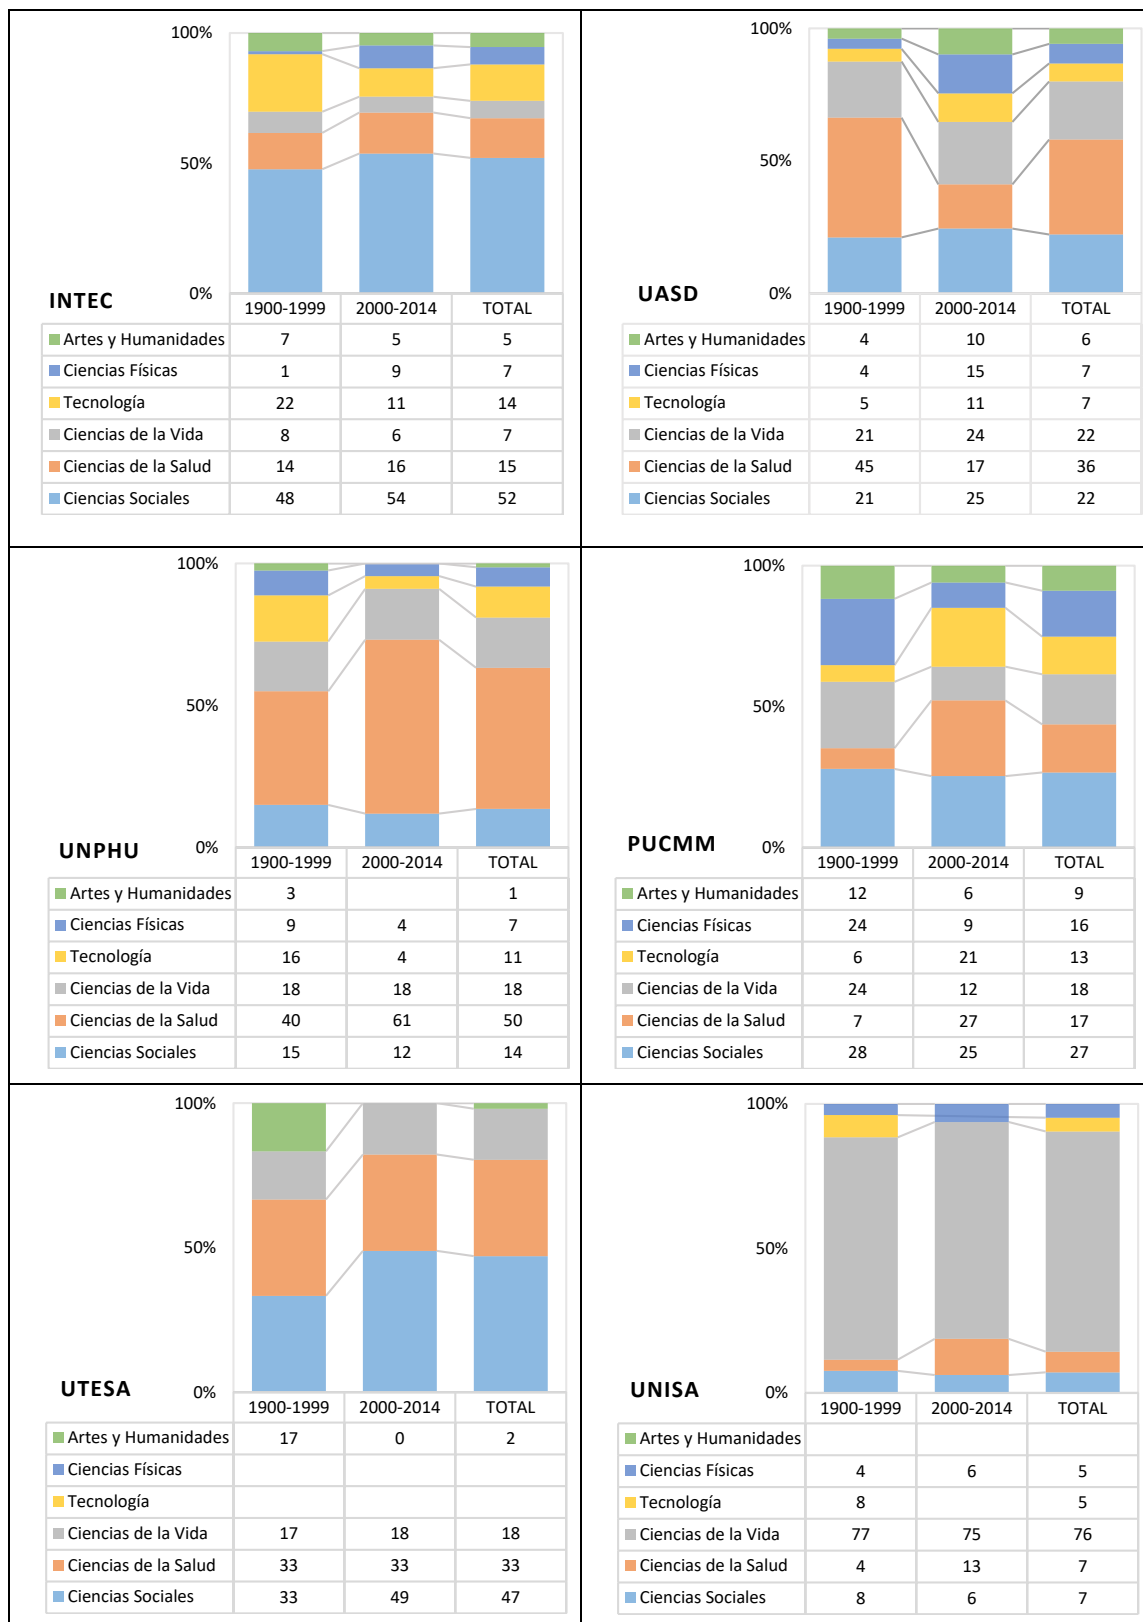 100%
50%
0%
INTEC
1900-1999 2000-2014 TOTAL
Artes y Humanidades 7 5 5
Ciencias Físicas 1 9 7
Tecnología 22 11 14
Ciencias de la Vida 8 6 7
Ciencias de la Salud 14 16 15
Ciencias Sociales 48 54 52
100%
50%
0%
UASD
1900-1999 2000-2014 TOTAL
Artes y Humanidades 4 10 6
Ciencias Físicas 4 15 7
Tecnología 5 11 7
Ciencias de la Vida 21 24 22
Ciencias de la Salud 45 17 36
Ciencias Sociales 21 25 22
100%
50%
0%
UNPHU
1900-1999 2000-2014 TOTAL
Artes y Humanidades 3 1
Ciencias Físicas 9 4 7
Tecnología 16 4 11
Ciencias de la Vida 18 18 18
Ciencias de la Salud 40 61 50
Ciencias Sociales 15 12 14
100%
50%
0%
PUCMM
1900-1999 2000-2014 TOTAL
Artes y Humanidades 12 6 9
Ciencias Físicas 24 9 16
Tecnología 6 21 13
Ciencias de la Vida 24 12 18
Ciencias de la Salud 7 27 17
Ciencias Sociales 28 25 27
100%
50%
0%
UTESA
1900-1999 2000-2014 TOTAL
Artes y Humanidades 17 0 2
Ciencias Físicas
Tecnología
Ciencias de la Vida 17 18 18
Ciencias de la Salud 33 33 33
Ciencias Sociales 33 49 47
100%
50%
0%
UNISA
1900-1999 2000-2014 TOTAL
Artes y Humanidades
Ciencias Físicas 4 6 5
Tecnología 8 5
Ciencias de la Vida 77 75 76
Ciencias de la Salud 4 13 7
Ciencias Sociales 8 6 7